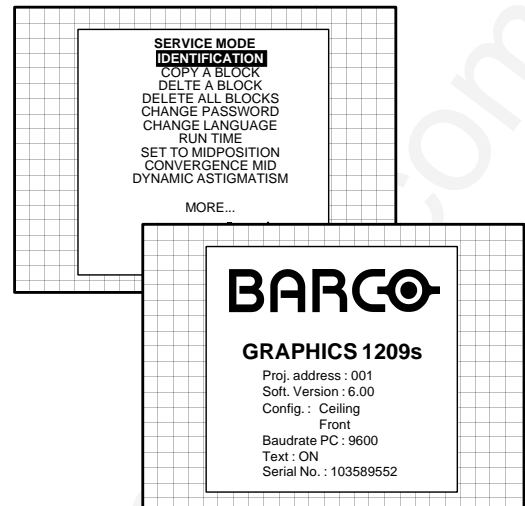 SERVICE MODE
IDENTIFICATION
COPY A BLOCK
DELTE A BLOCK
DELETE ALL BLOCKS
CHANGE PASSWORD
CHANGE LANGUAGE
RUN TIME
SET TO MIDPOSITION
CONVERGENCE MID
DYNAMIC ASTIGMATISM
MORE...
BARCO
GRAPHICS 1209s
Proj. address : 001
Soft. Version : 6.00
Config. : Ceiling
Front
Baudrate PC : 9600
Text : ON
Serial No. : 103589552